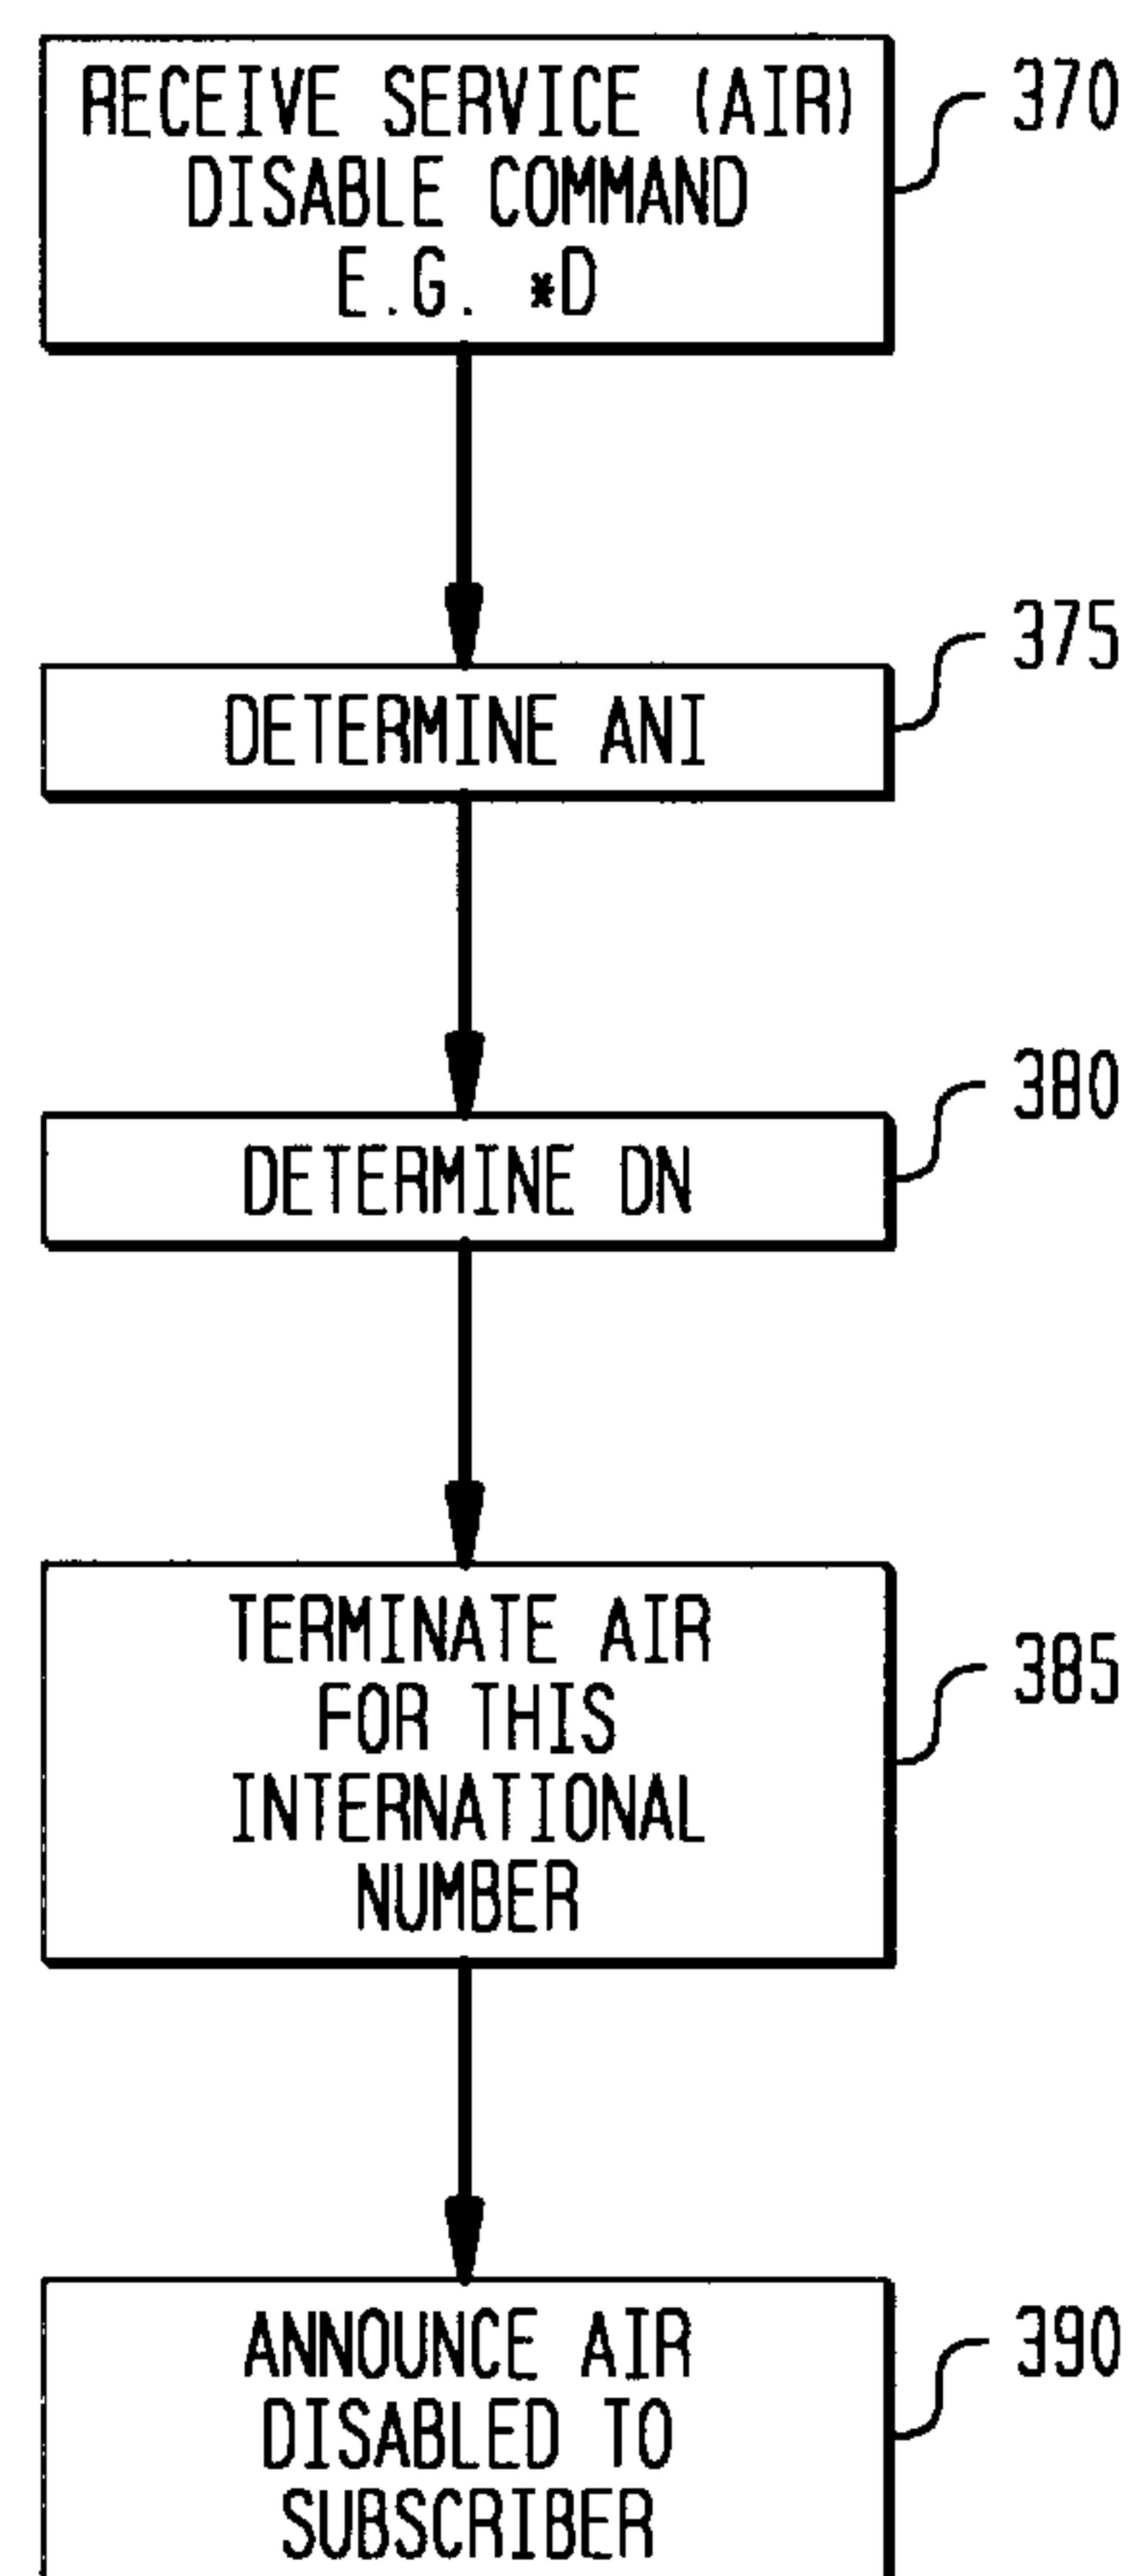 RECEIVE SERVICE (AIR)
DISABLE COMMAND
E.G. *D
370
DETERMINE ANI
375
DETERMINE DN
380
TERMINATE AIR
FOR THIS
INTERNATIONAL
NUMBER
385
ANNOUNCE AIR
DISABLED TO
SUBSCRIBER
390